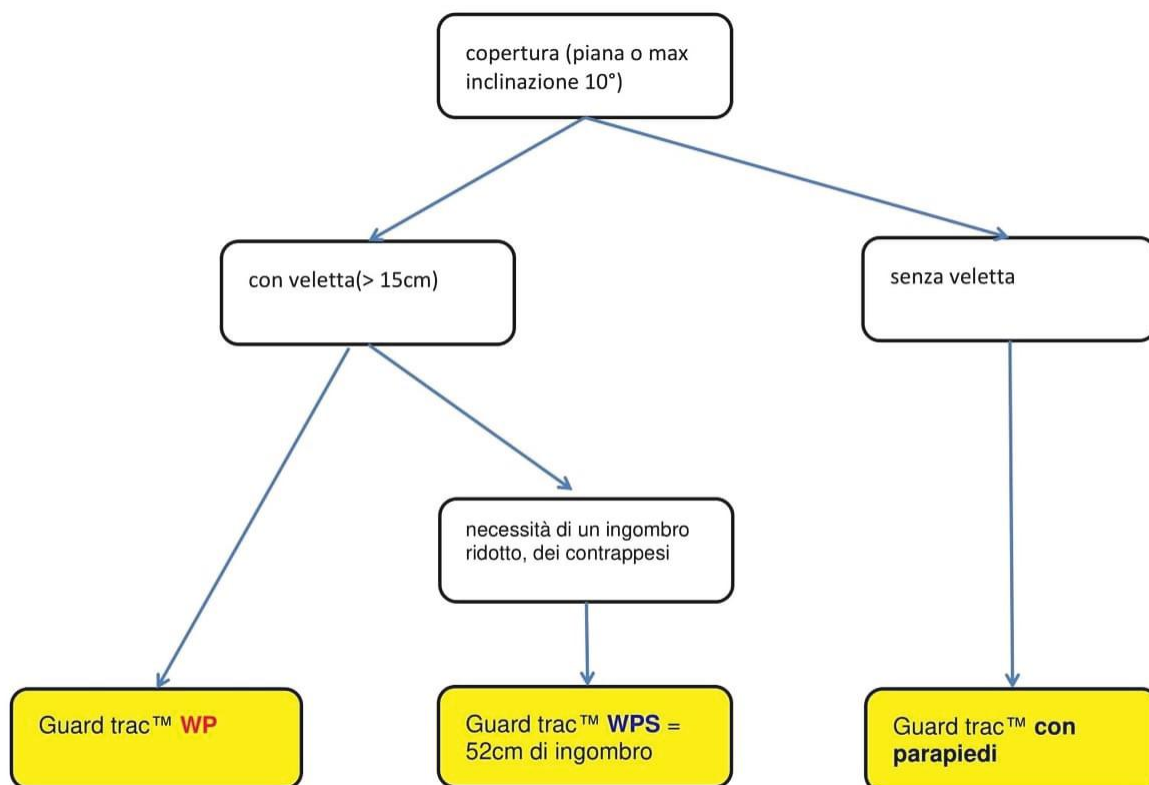 copertura (piana o max
inclinazione 10°)
con veletta(> 15cm)
senza veletta
necessità di un ingombro
ridotto, dei contrappesi
Guard trac™ WP
Guard trac™ WPS =
52cm di ingombro
Guard trac™ con
parapiedi